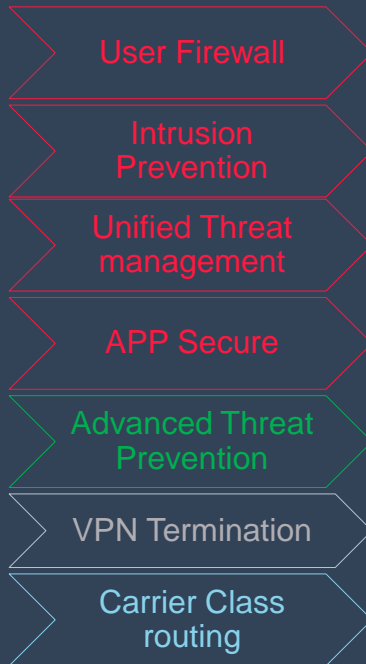 User Firewall
Intrusion
Prevention
Unified Threat
management
APP Secure
Advanced Threat
Prevention
VPN Termination
Carrier Class
routing